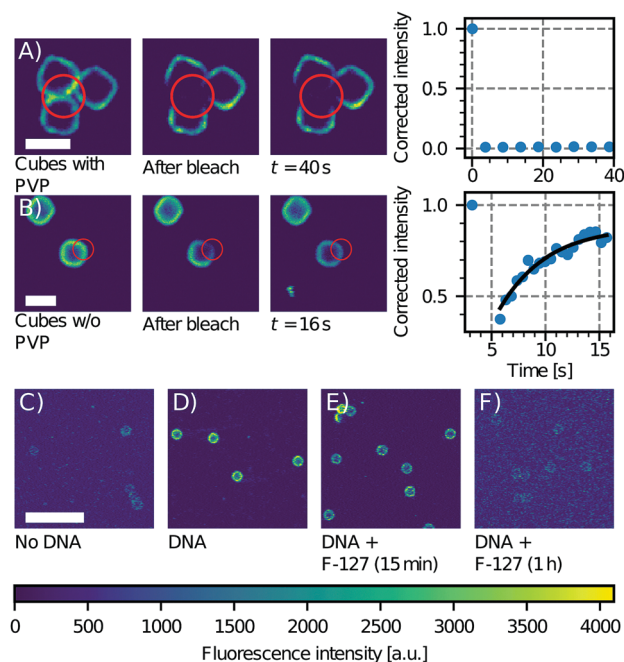 A)
Cubes with
PVP
After bleach
t = 40 s
Corrected intensity
1.0
0.5
0.0
0
20
40
B)
Cubes w/o
PVP
After bleach
t = 16 s
Corrected intensity
1.0
0.5
5
10
15
Time [s]
C)
D)
E)
F)
No DNA
DNA
DNA +
F-127 (15 min)
DNA +
F-127 (1 h)
0
500
1000
1500
2000
2500
3000
3500
4000
Fluorescence intensity [a.u.]